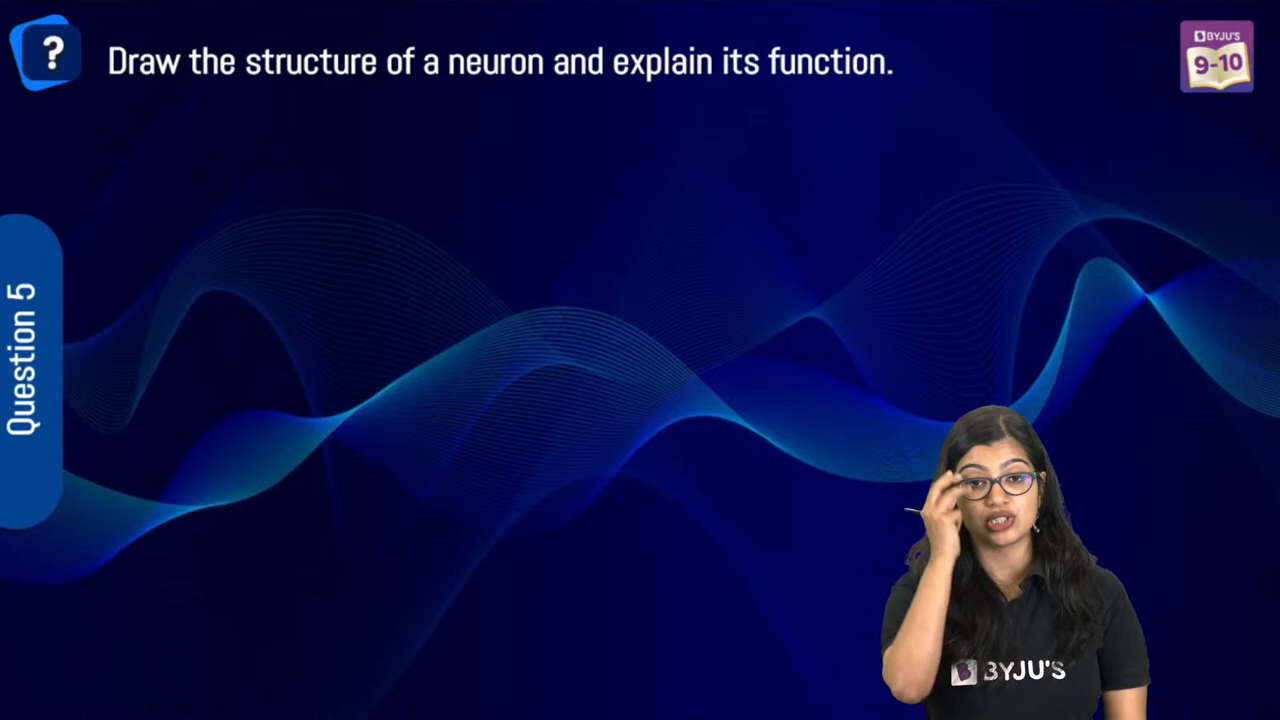 ?
Draw the structure of a neuron and explain its function.
BYJU'S
9-10
Question 5
BYJU'S